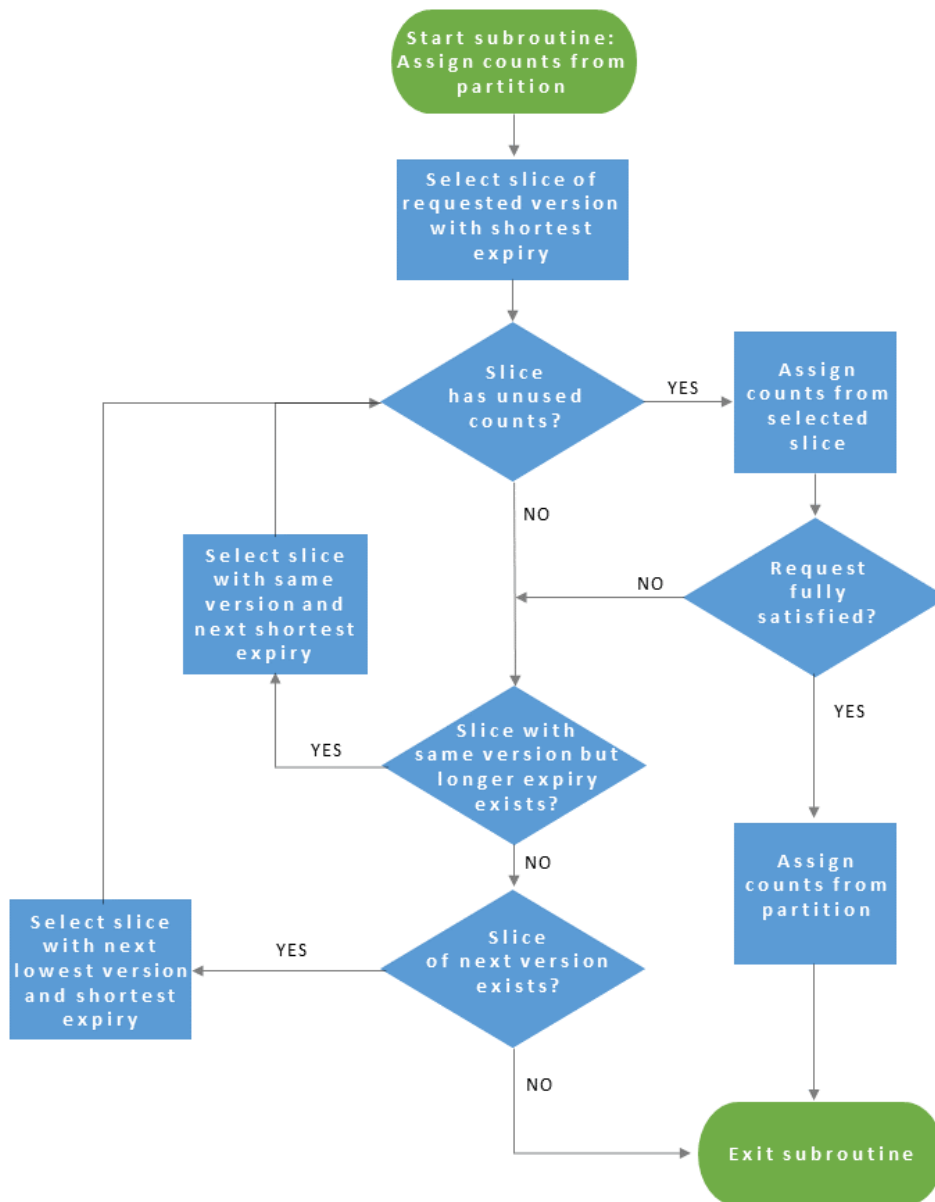 Start subroutine:
Assign counts from
partition
Select slice of
requested version
with shortest
expiry
Slice
has unused
counts?
YES
Assign
counts from
selected
slice
NO
Select slice
with same
version and
next shortest
expiry
NO
Request
fully
satisfied?
YES
Slice with
same version but
longer expiry
exists?
YES
NO
Assign
counts from
partition
Select slice
with next
lowest version
and shortest
expiry
YES
Slice
of next version
exists?
NO
Exit subroutine